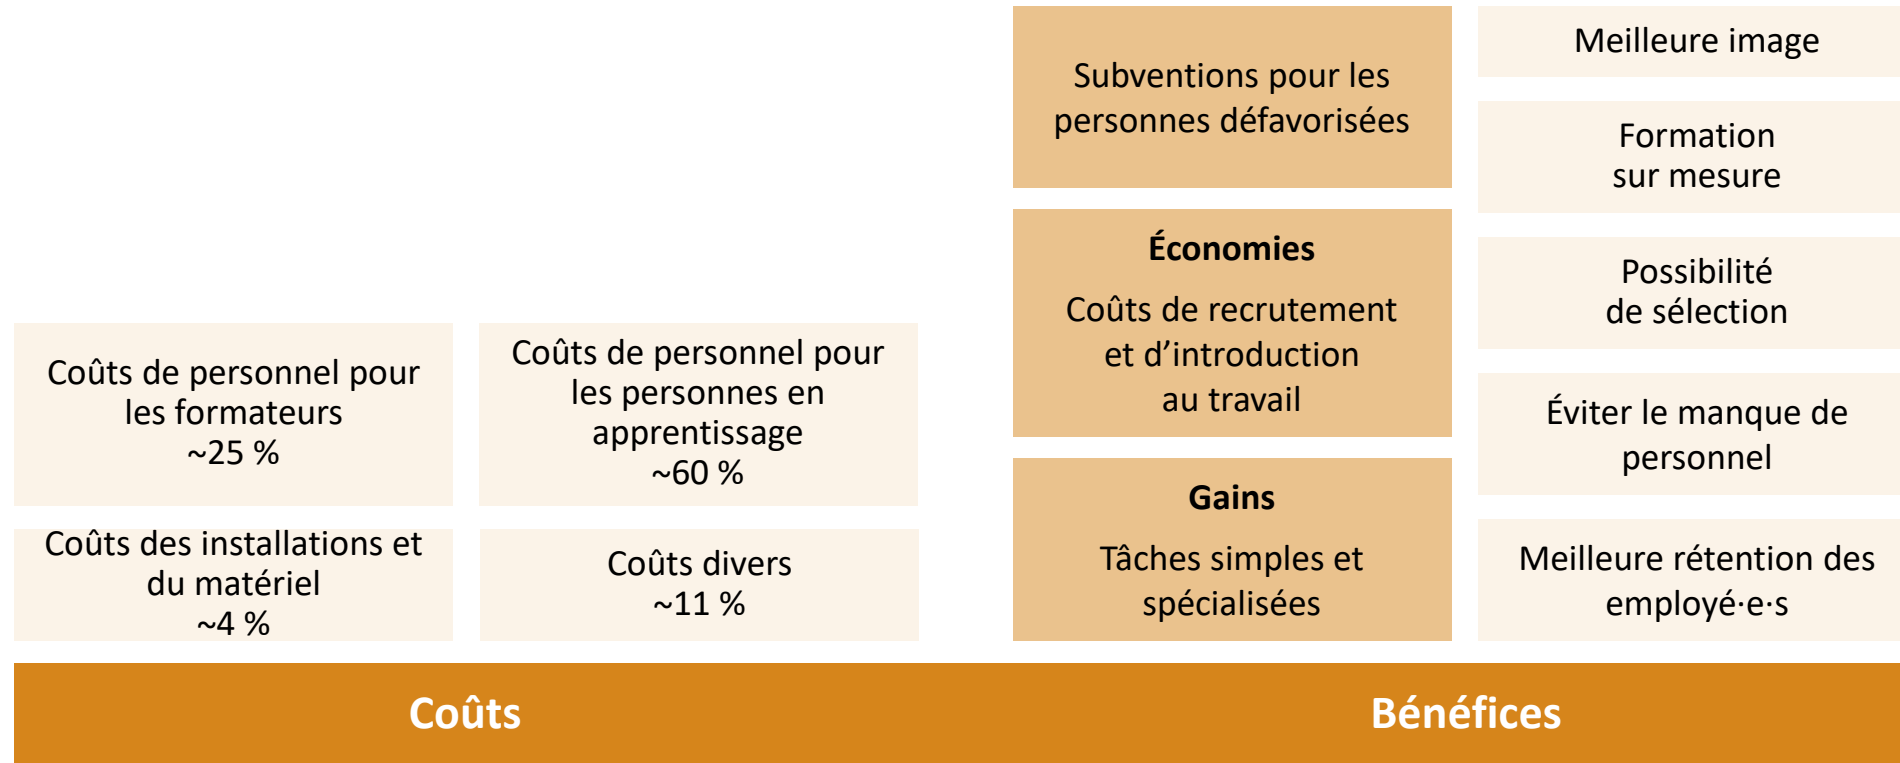 Coûts de personnel pour
les formateurs
~25 %
Coûts de personnel pour
les personnes en
apprentissage
~60 %
Coûts des installations et
du matériel
~4 %
Coûts divers
~11 %
Coûts
Subventions pour les
personnes défavorisées
Économies
Coûts de recrutement
et d’introduction
au travail
Gains
Tâches simples et
spécialisées
Meilleure image
Formation
sur mesure
Possibilité
de sélection
Éviter le manque de
personnel
Meilleure rétention des
employé·e·s
Bénéfices